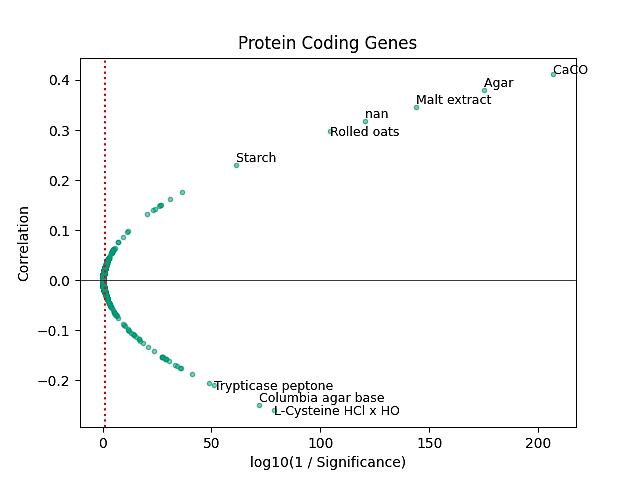 Protein Coding Genes
CaCO
Agar
Malt extract
nan
Rolled oats
Starch
Trypticase peptone
Columbia agar base
L-Cysteine HCl x HO
0.4
0.3
0.2
0.1
0.0
−0.1
−0.2
Correlation
0
50
100
150
200
log10(1 / Significance)